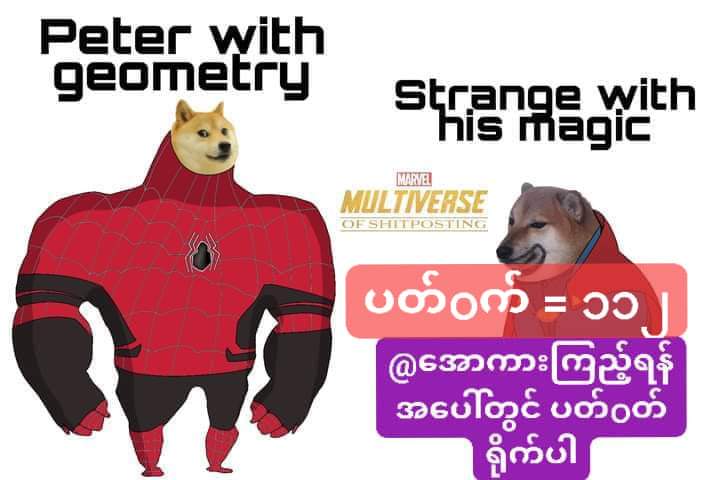 Peter with
geometry
Strange with
his magic
MARVEL
MULTIVERSE
OF SHITPOSTING
ပတ်ဝက် = ၁၁၂
@အောကားကြည့်ရန်
အပေါ်တွင် ပတ်ဝတ်
ရိုက်ပါ